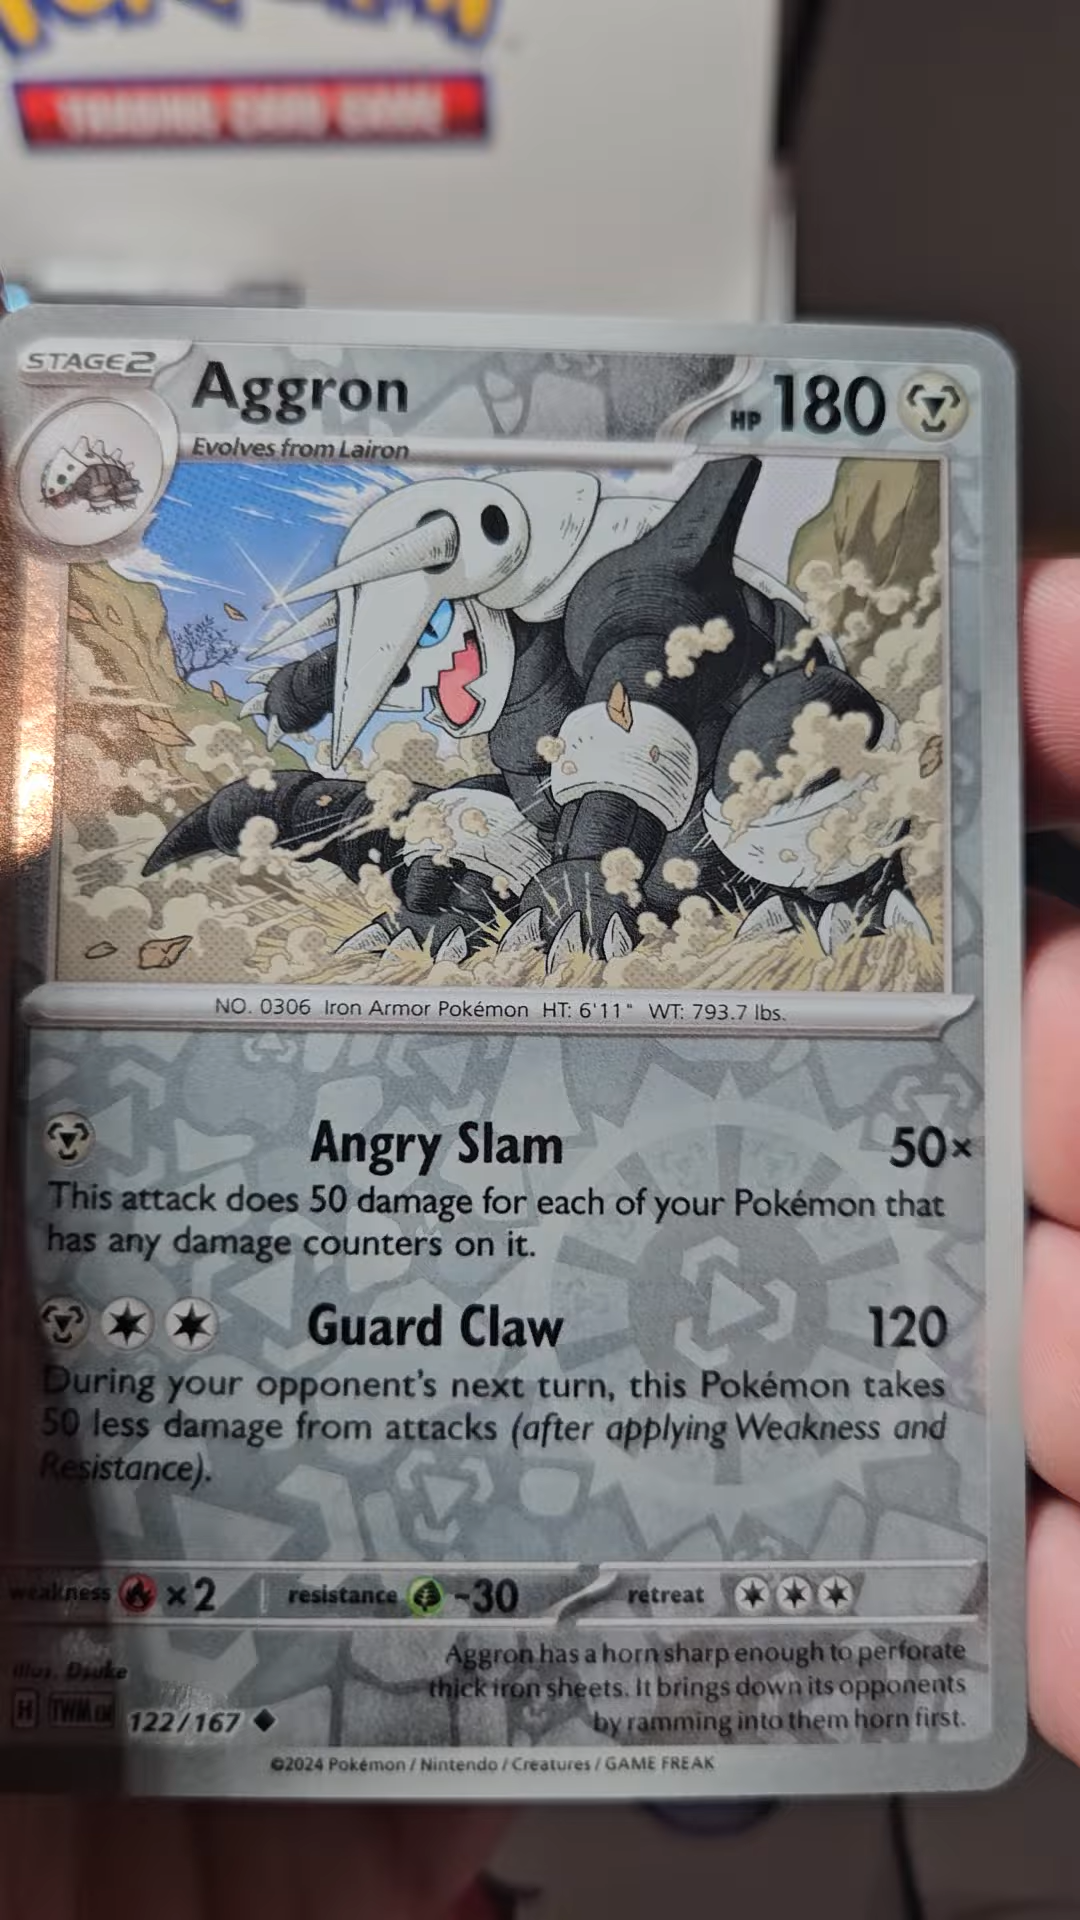 TRADING CARD GAME
STAGE2
Aggron
HP 180
Evolves from Lairon
NO. 0306 Iron Armor Pokémon HT: 6'11" WT: 793.7 lbs.
Angry Slam 50×
This attack does 50 damage for each of your Pokémon that
has any damage counters on it.
Guard Claw 120
During your opponent's next turn, this Pokémon takes
50 less damage from attacks (after applying Weakness and
Resistance).
weakness ×2 resistance -30 retreat
Illus. Dsuke
H TWM EN 122/167
Aggron has a horn sharp enough to perforate
thick iron sheets. It brings down its opponents
by ramming into them horn first.
©2024 Pokémon / Nintendo / Creatures / GAME FREAK